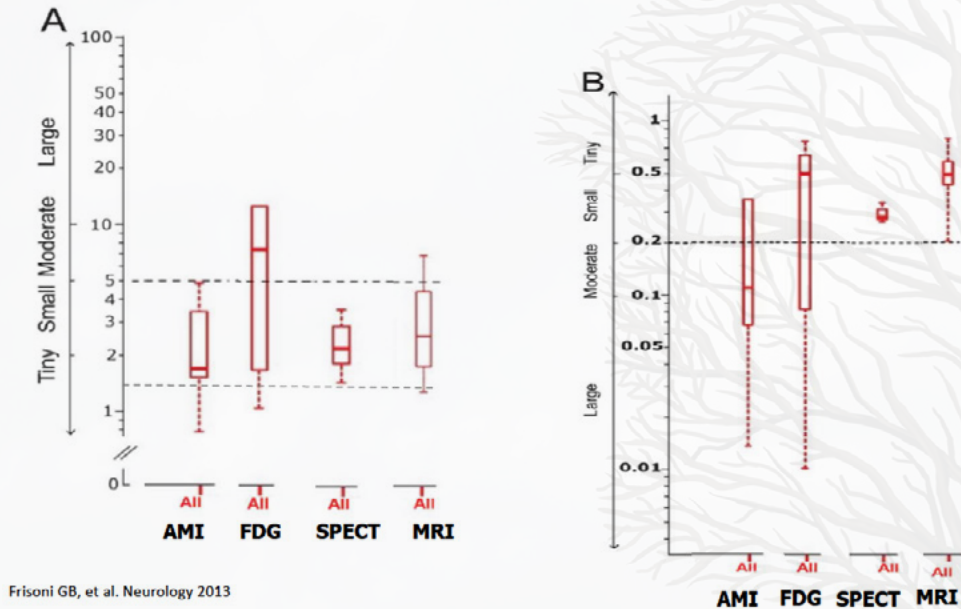 A
100
50
40
30
20
10
5
4
3
2
1
0
Tiny Small Moderate Large
All All All All
AMI FDG SPECT MRI
B
1
0.5
0.2
0.1
0.05
0.01
Large Moderate Small Tiny
All All All All
AMI FDG SPECT MRI
Frisoni GB, et al. Neurology 2013